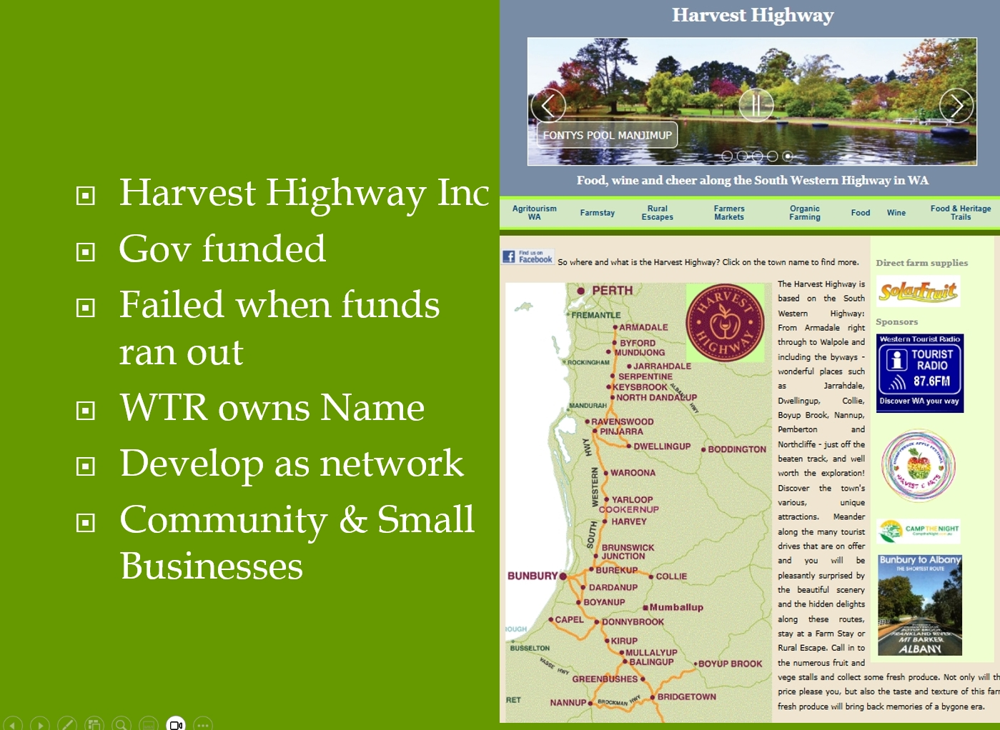 Harvest Highway Inc
Gov funded
Failed when funds
ran out
WTR owns Name
Develop as network
Community & Small
Businesses
Harvest Highway
FONTYS POOL MANJIMUP
Food, wine and cheer along the South Western Highway in WA
Agritourism
WA
Farmstay
Rural
Escapes
Farmers
Markets
Organic
Farming
Food
Wine
Food & Heritage
Trails
Find us on
Facebook
So where and what is the Harvest Highway? Click on the town name to find more.
PERTH
FREMANTLE
HARVEST
HIGHWAY
ARMADALE
BYFORD
MUNDIJONG
ROCKINGHAM
JARRAHDALE
SERPENTINE
KEYSBROOK
ALBANY HWY
NORTH DANDALUP
MANDURAH
RAVENSWOOD
PINJARRA
DWELLINGUP
BODDINGTON
SOUTH WESTERN HWY
WAROONA
YARLOOP
COOKERNUP
HARVEY
BRUNSWICK
JUNCTION
BUREKUP
BUNBURY
COLLIE
DARDANUP
BOYANUP
Mumballup
CAPEL
DONNYBROOK
OUGH
KIRUP
BUSSELTON
MULLALYUP
BALINGUP
VASSE HWY
BOYUP BROOK
GREENBUSHES
RET
BRIDGETOWN
NANNUP
BROCKMAN HWY
The Harvest Highway is
based on the South
Western Highway:
From Armadale right
through to Walpole and
including the byways -
wonderful places such
as Jarrahdale,
Dwellingup, Collie,
Boyup Brook, Nannup,
Pemberton and
Northcliffe - just off the
beaten track, and well
worth the exploration!
Discover the town's
various, unique
attractions. Meander
along the many tourist
drives that are on offer
and you will be
pleasantly surprised by
the beautiful scenery
and the hidden delights
along these routes,
stay at a Farm Stay or
Rural Escape. Call in to
the numerous fruit and
vege stalls and collect some fresh produce. Not only will th
price please you, but also the taste and texture of this farm
fresh produce will bring back memories of a bygone era.
Direct farm supplies
SolarFruit
Sponsors
Western Tourist Radio
TOURIST
RADIO
87.6FM
Discover WA your way
DONNYBROOK APPLE FESTIVAL
HARVEST & ARTS
CAMPTHENIGHT
Campthenight.com.au
Bunbury to Albany
THE SHORTEST ROUTE
BOYUP BROOK
FRANKLAND RIVER
MT BARKER
ALBANY